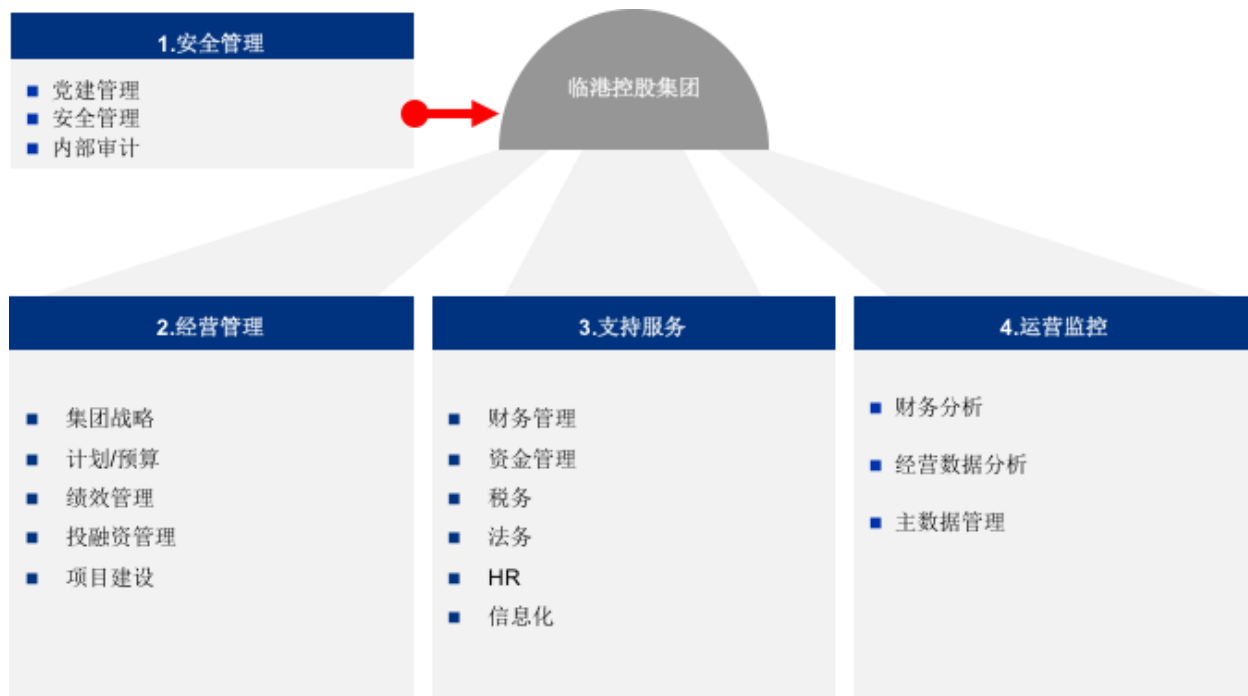 1.安全管理
党建管理
安全管理
内部审计
临港控股集团
2.经营管理
集团战略
计划/预算
绩效管理
投融资管理
项目建设
3.支持服务
财务管理
资金管理
税务
法务
HR
信息化
4.运营监控
财务分析
经营数据分析
主数据管理